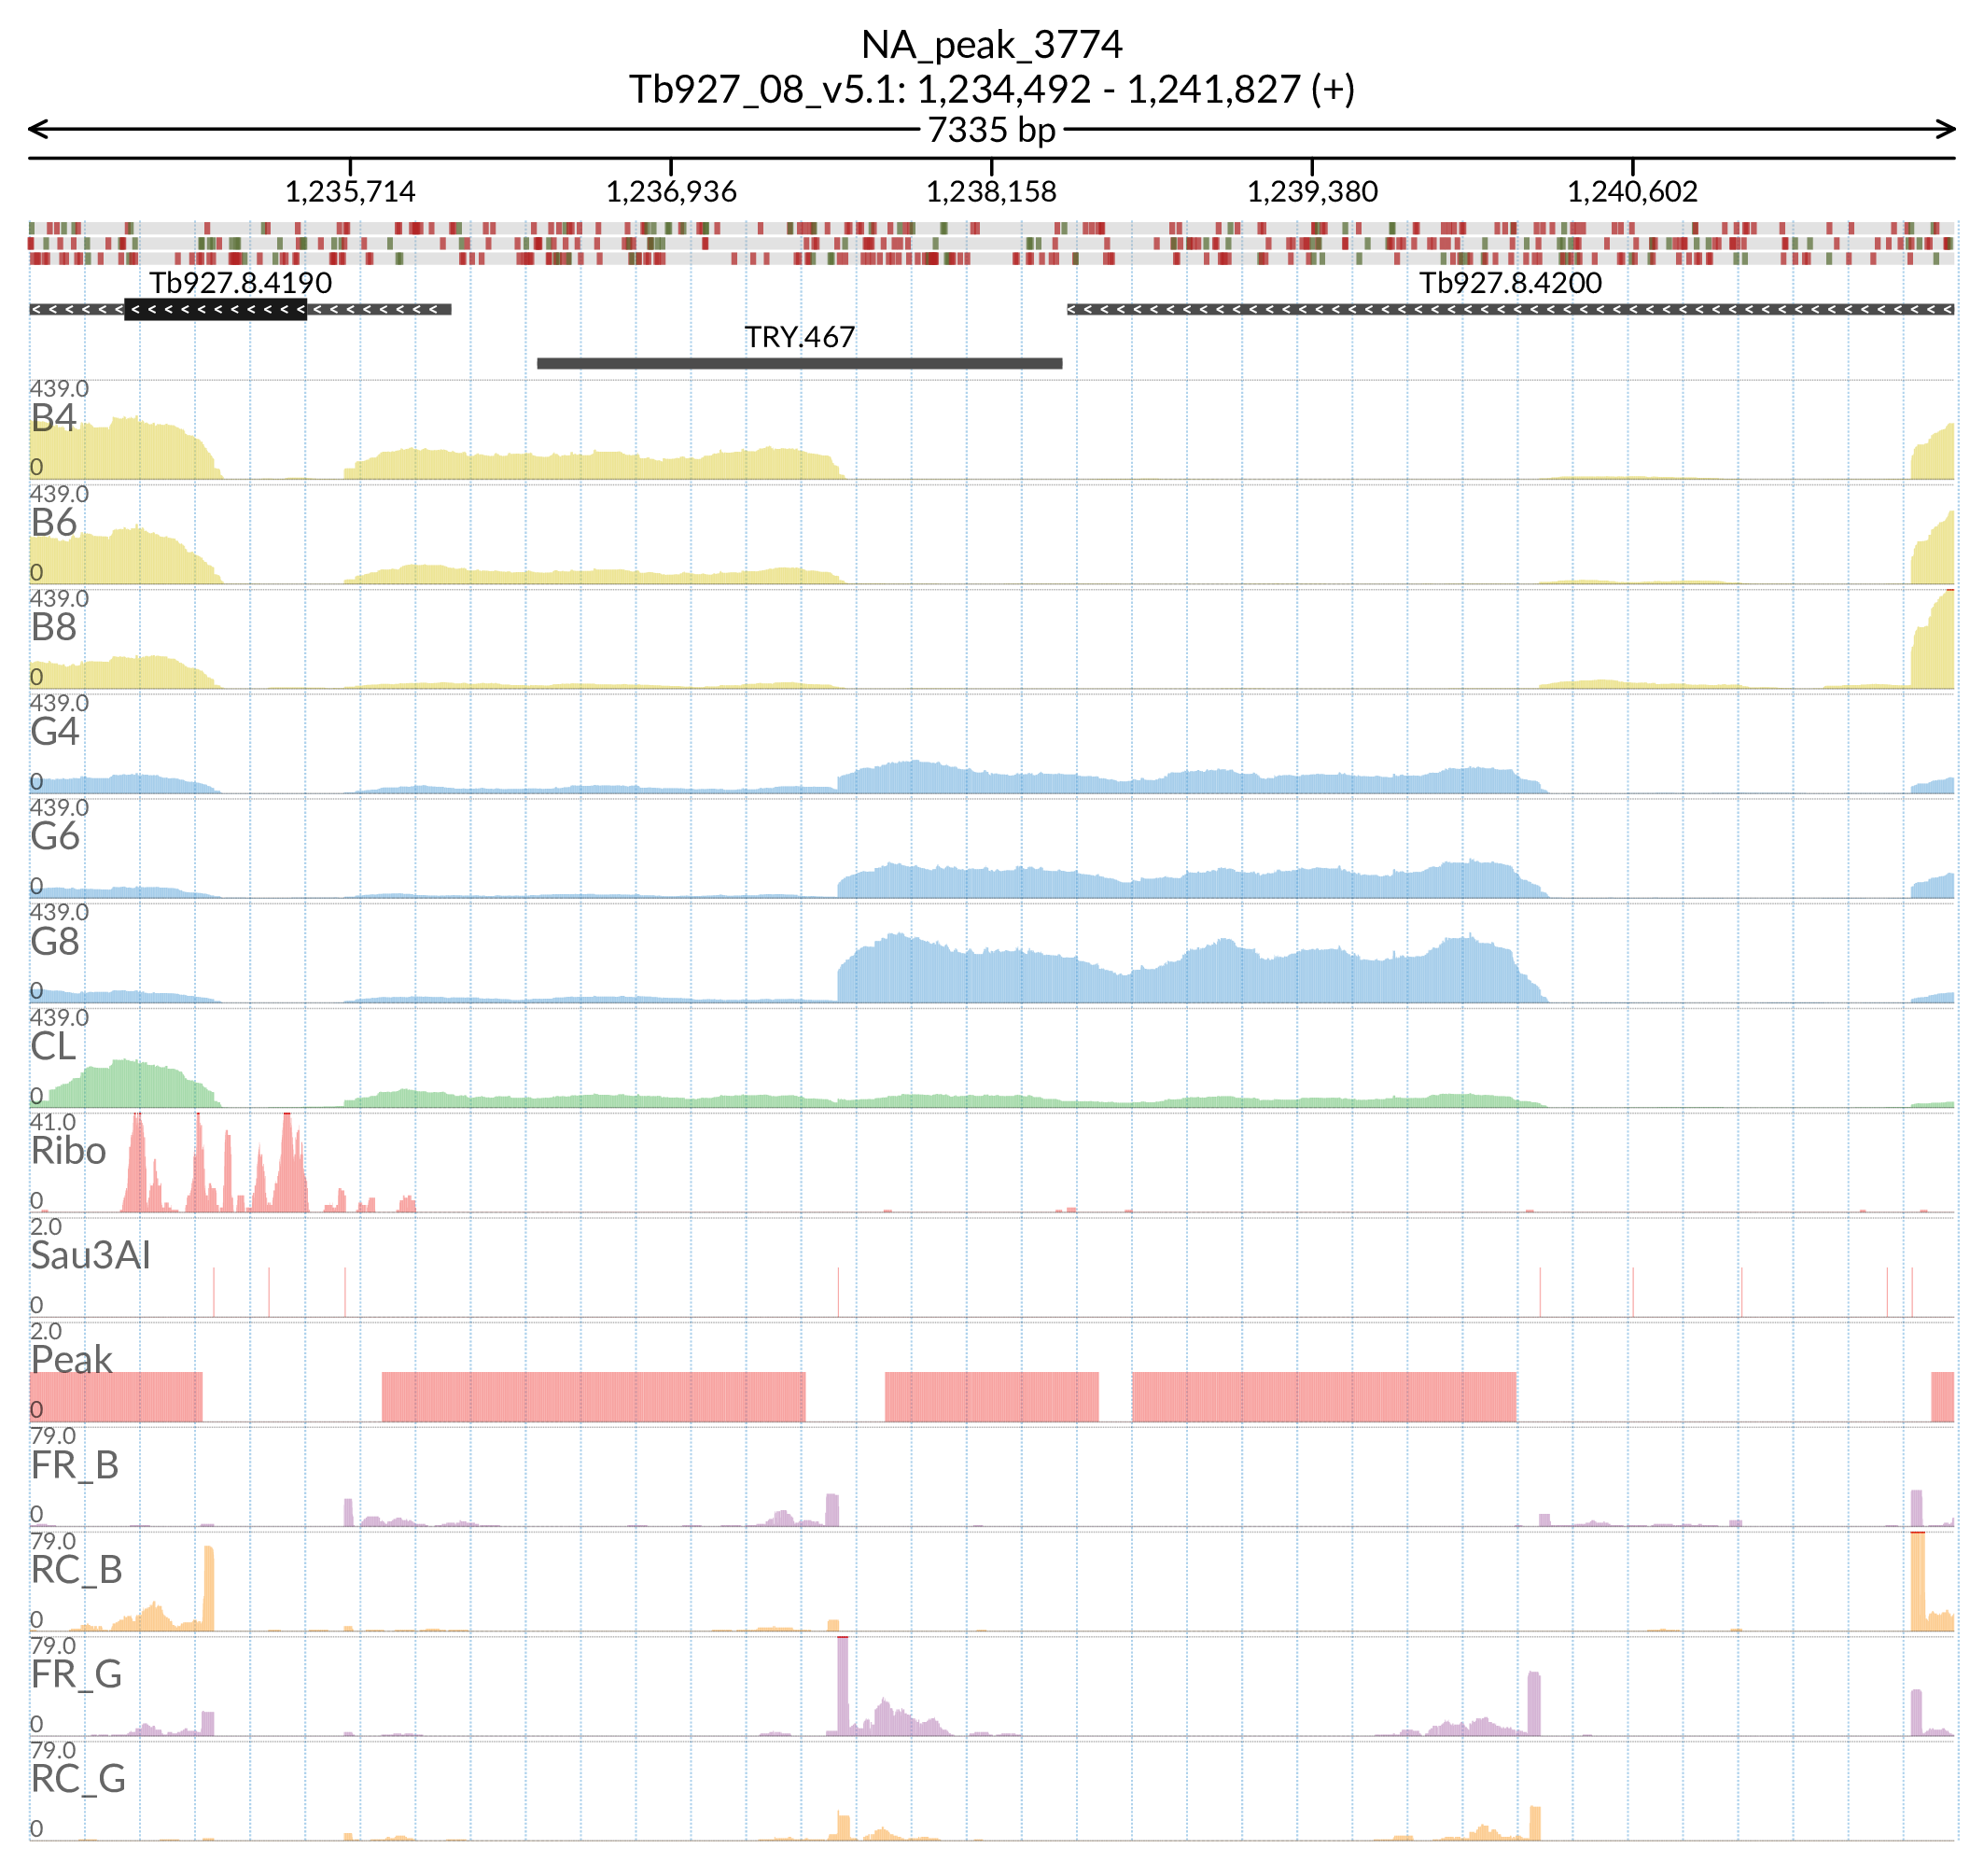 NA_peak_3774
Tb927_08_v5.1: 1,234,492 - 1,241,827 (+)
7335 bp
1,235,714 1,236,936 1,238,158 1,239,380 1,240,602
Tb927.8.4190 Tb927.8.4200
TRY.467
439.0
B4
0
439.0
B6
0
439.0
B8
0
439.0
G4
0
439.0
G6
0
439.0
G8
0
439.0
CL
0
41.0
Ribo
0
2.0
Sau3AI
0
2.0
Peak
0
79.0
FR_B
0
79.0
RC_B
0
79.0
FR_G
0
79.0
RC_G
0